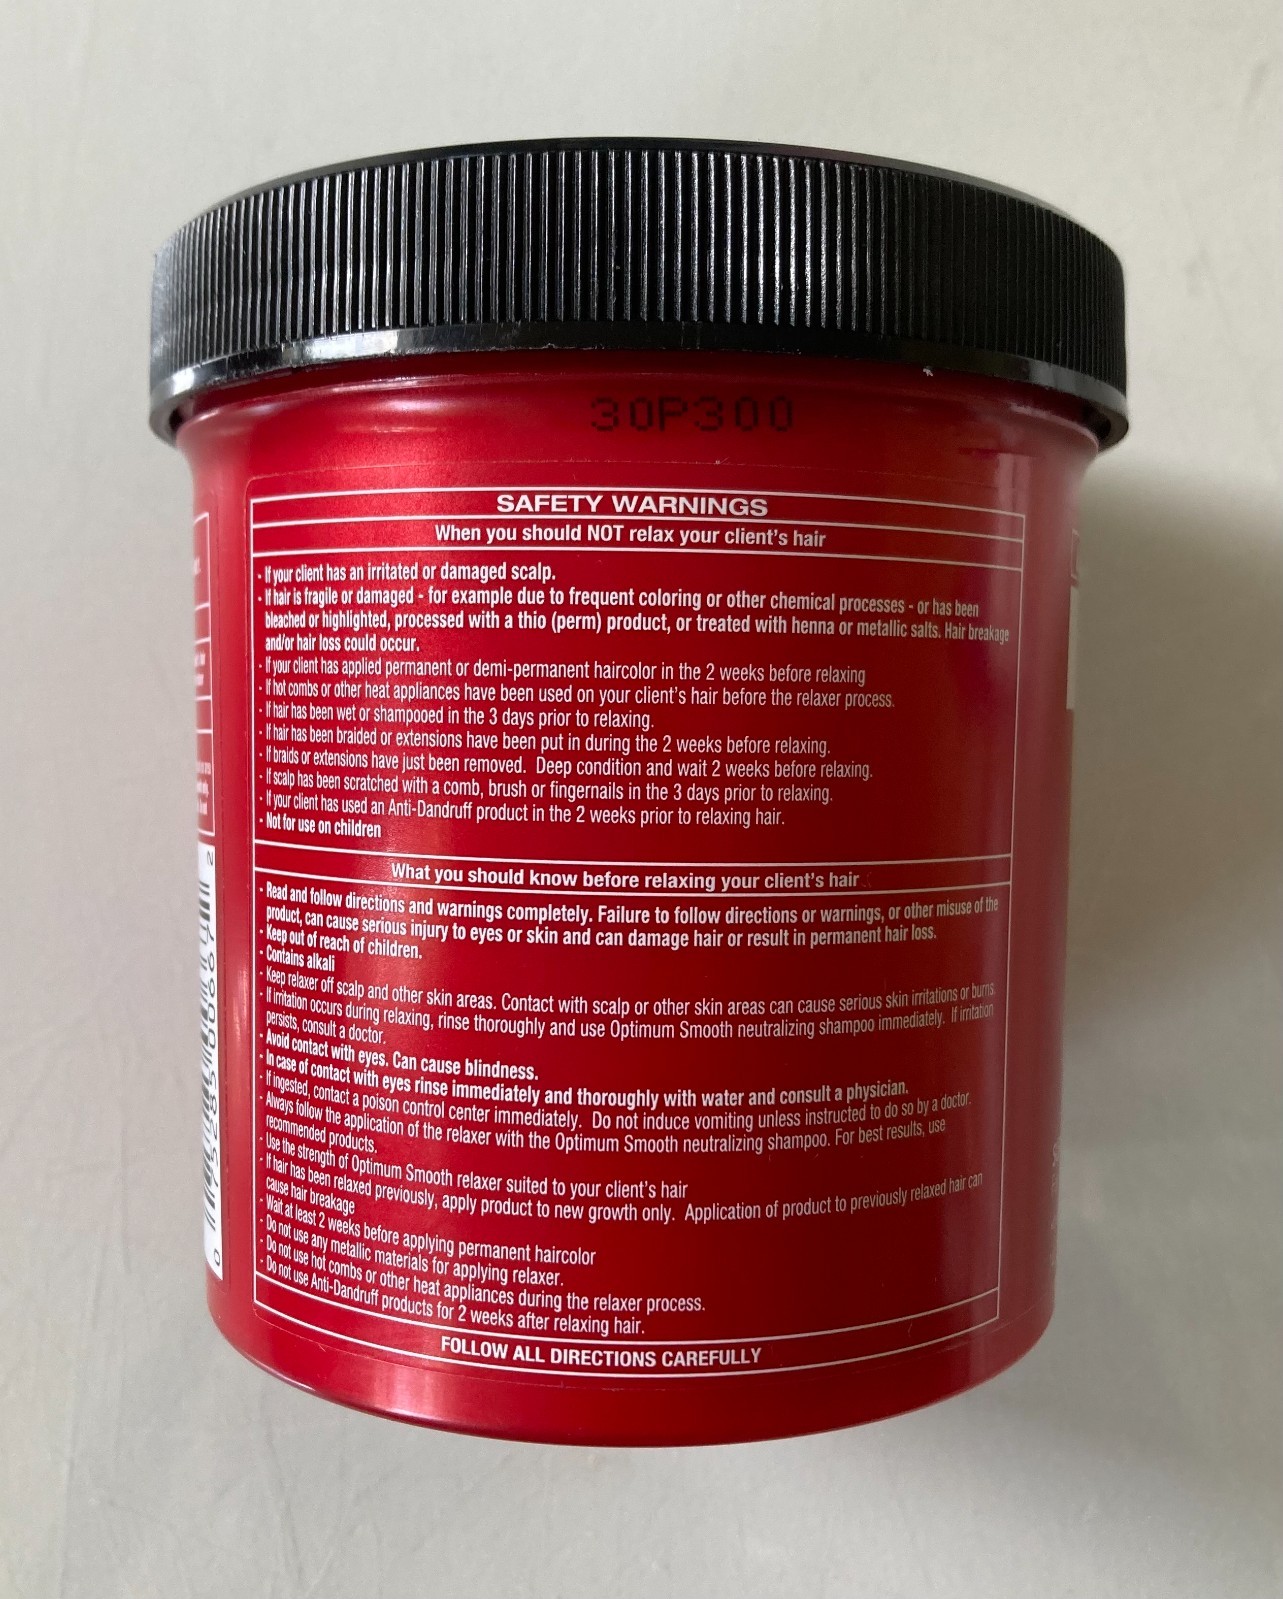 30P300
SAFETY WARNINGS
When you should NOT relax your client's hair
- If your client has an irritated or damaged scalp.
- If hair is fragile or damaged - for example due to frequent coloring or other chemical processes - or has been
bleached or highlighted, processed with a thio (perm) product, or treated with henna or metallic salts. Hair breakage
and/or hair loss could occur.
- If your client has applied permanent or demi-permanent haircolor in the 2 weeks before relaxing
- If hot combs or other heat appliances have been used on your client's hair before the relaxer process.
- If hair has been wet or shampooed in the 3 days prior to relaxing.
- If hair has been braided or extensions have been put in during the 2 weeks before relaxing.
- If braids or extensions have just been removed. Deep condition and wait 2 weeks before relaxing.
- If scalp has been scratched with a comb, brush or fingernails in the 3 days prior to relaxing.
- If your client has used an Anti-Dandruff product in the 2 weeks prior to relaxing hair.
- Not for use on children
What you should know before relaxing your client's hair
- Read and follow directions and warnings completely. Failure to follow directions or warnings, or other misuse of the
product, can cause serious injury to eyes or skin and can damage hair or result in permanent hair loss.
- Keep out of reach of children.
- Contains alkali
- Keep relaxer off scalp and other skin areas. Contact with scalp or other skin areas can cause serious skin irritations or burns.
- If irritation occurs during relaxing, rinse thoroughly and use Optimum Smooth neutralizing shampoo immediately. If irritation
persists, consult a doctor.
- Avoid contact with eyes. Can cause blindness.
- In case of contact with eyes rinse immediately and thoroughly with water and consult a physician.
- If ingested, contact a poison control center immediately. Do not induce vomiting unless instructed to do so by a doctor.
- Always follow the application of the relaxer with the Optimum Smooth neutralizing shampoo. For best results, use
recommended products.
- Use the strength of Optimum Smooth relaxer suited to your client's hair
- If hair has been relaxed previously, apply product to new growth only. Application of product to previously relaxed hair can
cause hair breakage
- Wait at least 2 weeks before applying permanent haircolor
- Do not use any metallic materials for applying relaxer.
- Do not use hot combs or other heat appliances during the relaxer process.
- Do not use Anti-Dandruff products for 2 weeks after relaxing hair.
FOLLOW ALL DIRECTIONS CAREFULLY